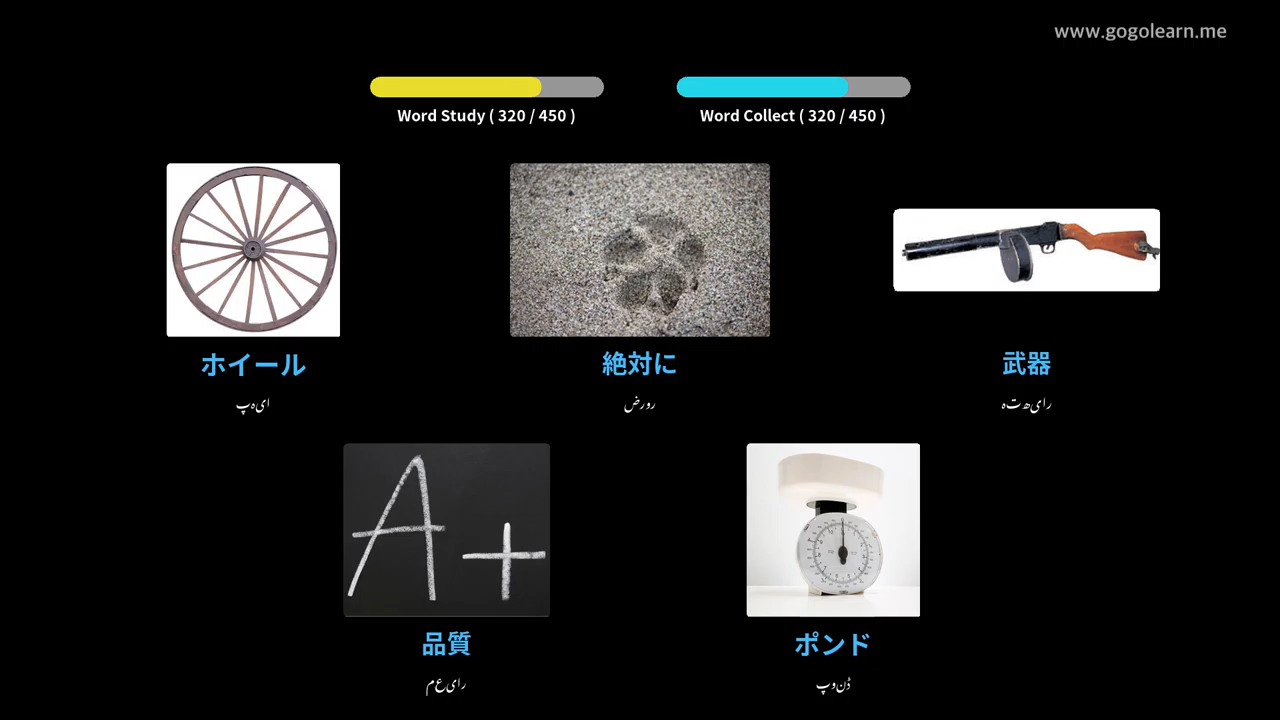 www.gogolearn.me
Word Study ( 320 / 450 )
Word Collect ( 320 / 450 )
ホイール
ایہپ
絶対に
رورض
武器
رایھتہ
品質
رایعم
ポンド
ڈنوپ